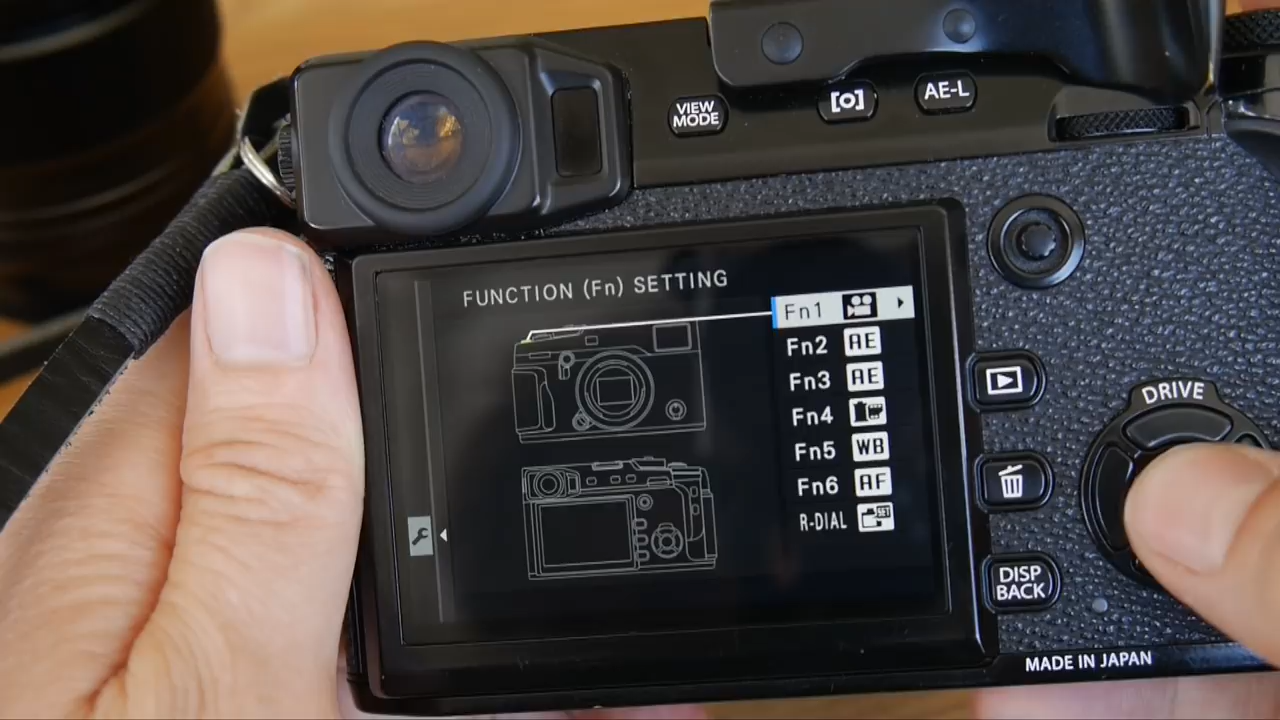 VIEW
MODE
AE-L
FUNCTION (Fn) SETTING
Fn1
Fn2 AE
Fn3 AE
Fn4
Fn5 WB
Fn6 AF
R-DIAL SET
DRIVE
DISP
BACK
MADE IN JAPAN